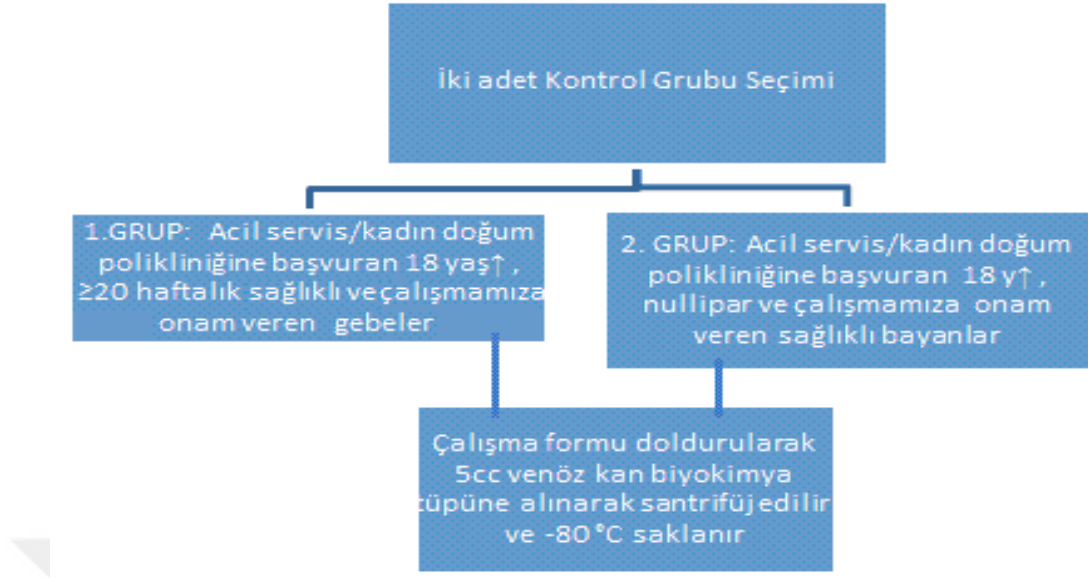 İki adet Kontrol Grubu Seçimi
1.GRUP: Acil servis/kadın doğum
polikliniğine başvuran 18 yaş↑ ,
≥20 haftalık sağlıklı veçalışmamıza
onam veren gebeler
2. GRUP: Acil servis/kadın doğum
polikliniğine başvuran 18 y↑ ,
nullipar ve çalışmamıza onam
veren sağlıklı bayanlar
Çalışma formu doldurularak
5cc venöz kan biyokimya
tüpüne alınarak santrifüj edilir
ve -80 °C saklanır